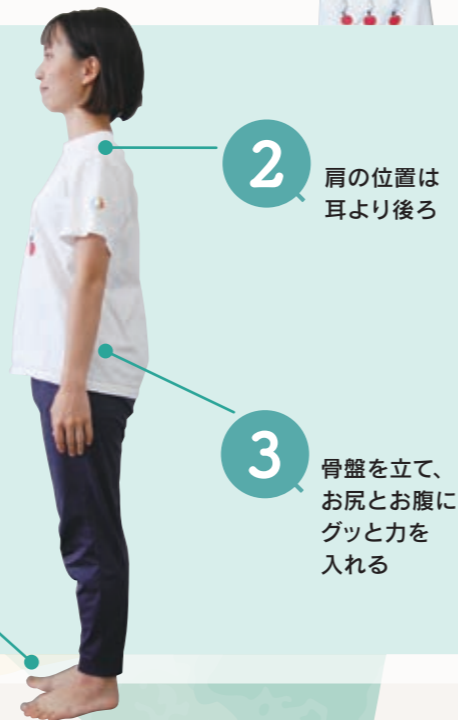 2
肩の位置は
耳より後ろ
3
骨盤を立て、
お尻とお腹に
グッと力を
入れる